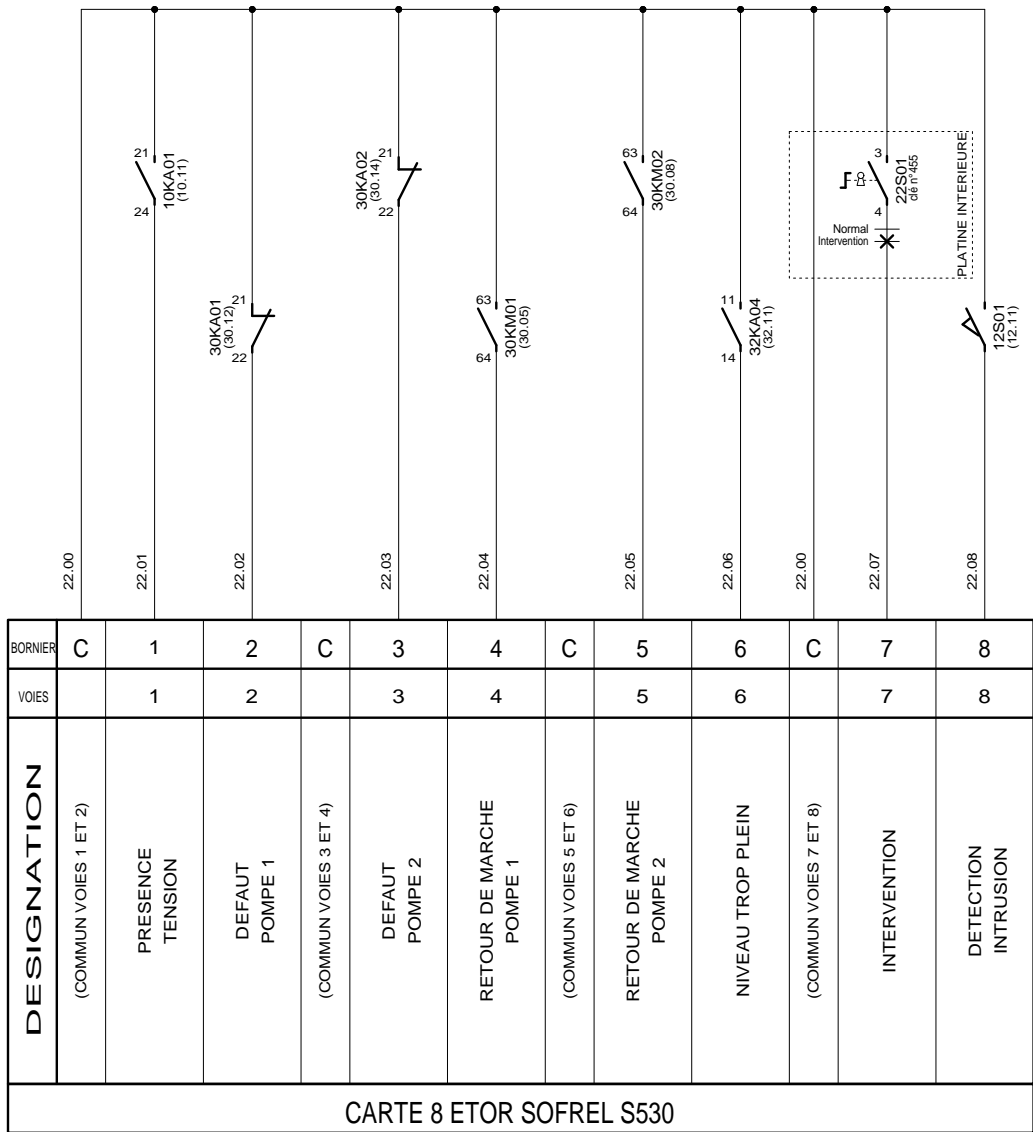 21
10KA01
(10.11)
24
30KA01
(30.12)
21
22
30KA02
(30.14)
21
22
63
30KM01
(30.05)
64
63
30KM02
(30.08)
64
11
32KA04
(32.11)
14
3
22S01
clé n°455
4
Normal
Intervention
PLATINE INTERIEURE
12S01
(12.11)
22.00
22.01
22.02
22.03
22.04
22.05
22.06
22.00
22.07
22.08
BORNIER C 1 2 C 3 4 C 5 6 C 7 8
VOIES 1 2 3 4 5 6 7 8
DESIGNATION
(COMMUN VOIES 1 ET 2)
PRESENCE
TENSION
DEFAUT
POMPE 1
(COMMUN VOIES 3 ET 4)
DEFAUT
POMPE 2
RETOUR DE MARCHE
POMPE 1
(COMMUN VOIES 5 ET 6)
RETOUR DE MARCHE
POMPE 2
NIVEAU TROP PLEIN
(COMMUN VOIES 7 ET 8)
INTERVENTION
DETECTION
INTRUSION
CARTE 8 ETOR SOFREL S530